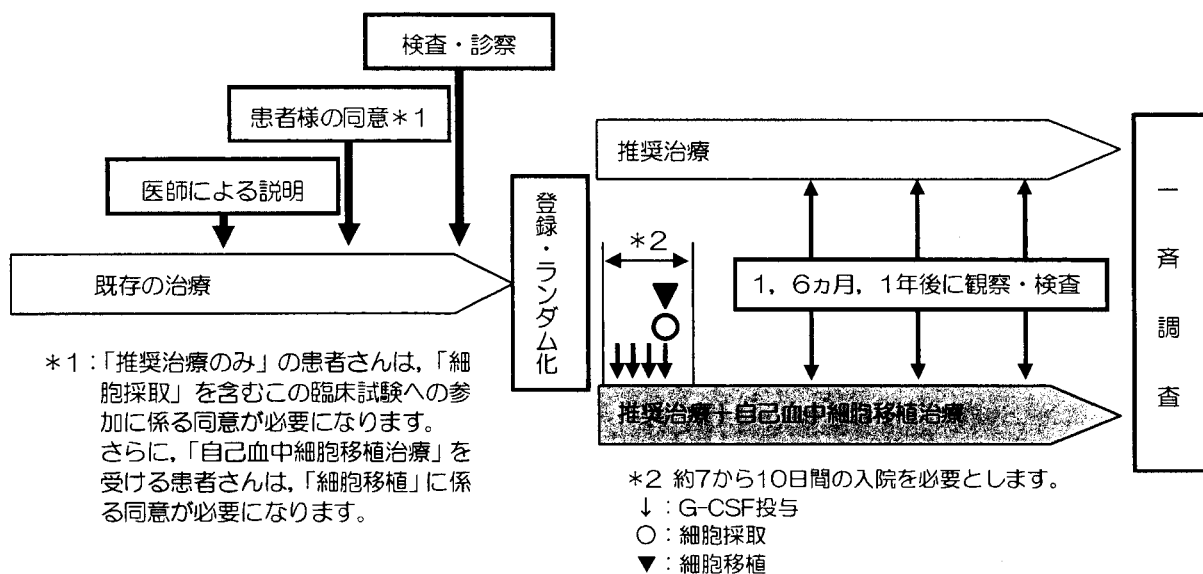 検査・診察
患者様の同意*1
医師による説明
既存の治療
登録・ランダム化
推奨治療
*2
1,6ヵ月,1年後に観察・検査
推奨治療+自己血中細胞移植治療
一斉調査
*1:「推奨治療のみ」の患者さんは,「細
胞採取」を含むこの臨床試験への参
加に係る同意が必要になります。
さらに,「自己血中細胞移植治療」を
受ける患者さんは,「細胞移植」に係
る同意が必要になります。
*2 約7から10日間の入院を必要とします。
↓:G-CSF投与
○:細胞採取
▼:細胞移植